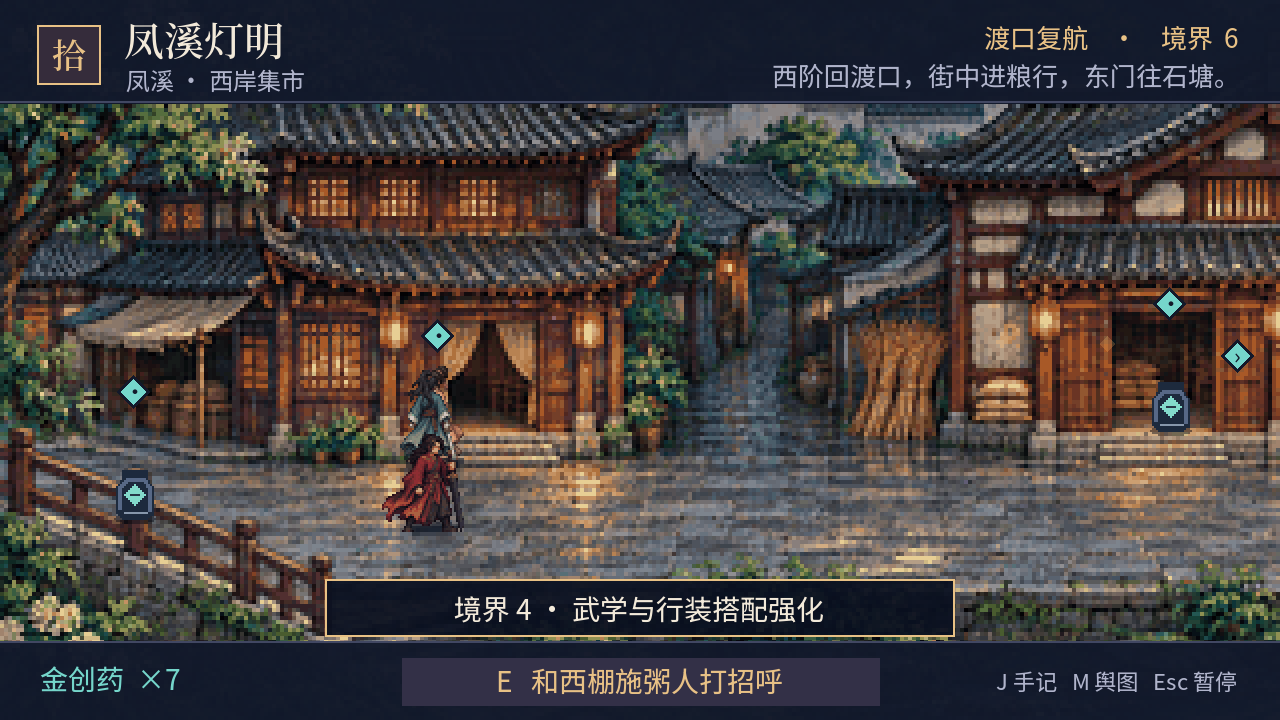 拾
凤溪灯明
凤溪 · 西岸集市
渡口复航 · 境界 6
西阶回渡口，街中进粮行，东门往石塘。
境界 4 · 武学与行装搭配强化
金创药 ×7
E 和西棚施粥人打招呼
J 手记 M 舆图 Esc 暂停